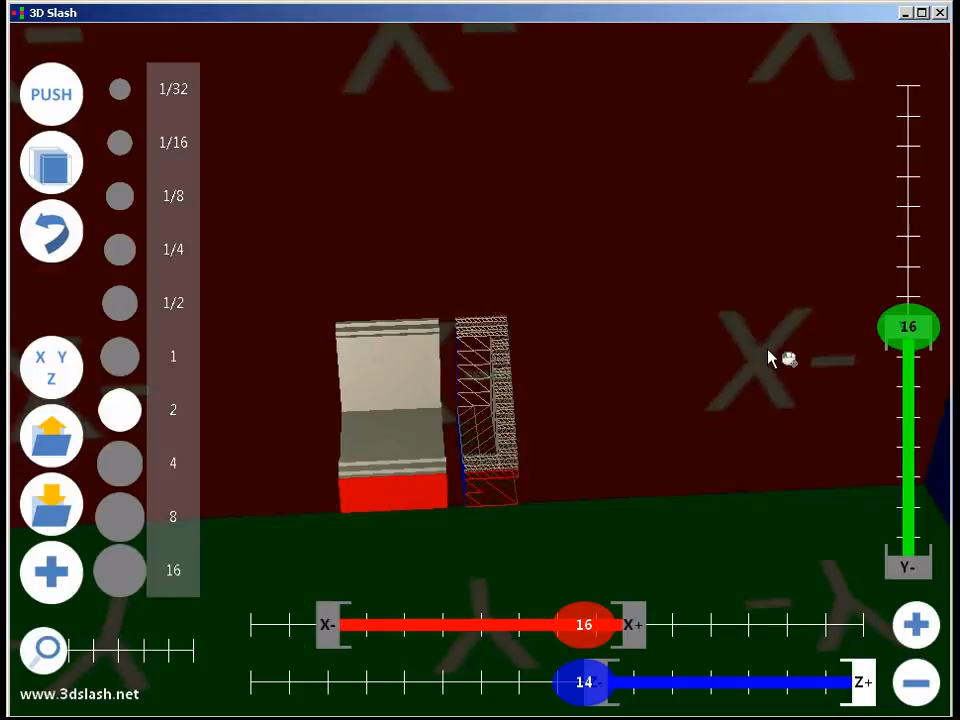 3D Slash
PUSH
1/32
1/16
1/8
1/4
1/2
X Y
Z
1
2
4
8
16
X-
16
Y-
X-
16
X+
14
Z+
www.3dslash.net